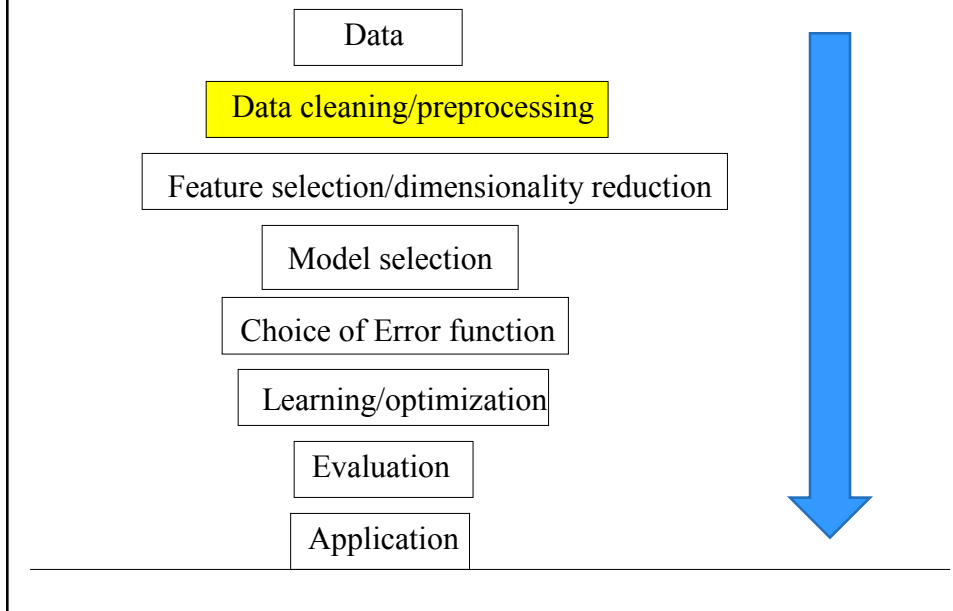 Data
Data cleaning/preprocessing
Feature selection/dimensionality reduction
Model selection
Choice of Error function
Learning/optimization
Evaluation
Application